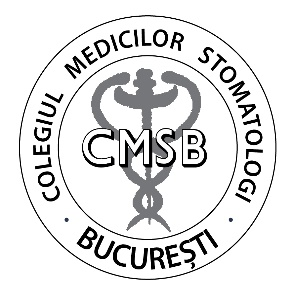 COLEGIUL MEDICILOR STOMATOLOGI
CMSB
• BUCUREȘTI •